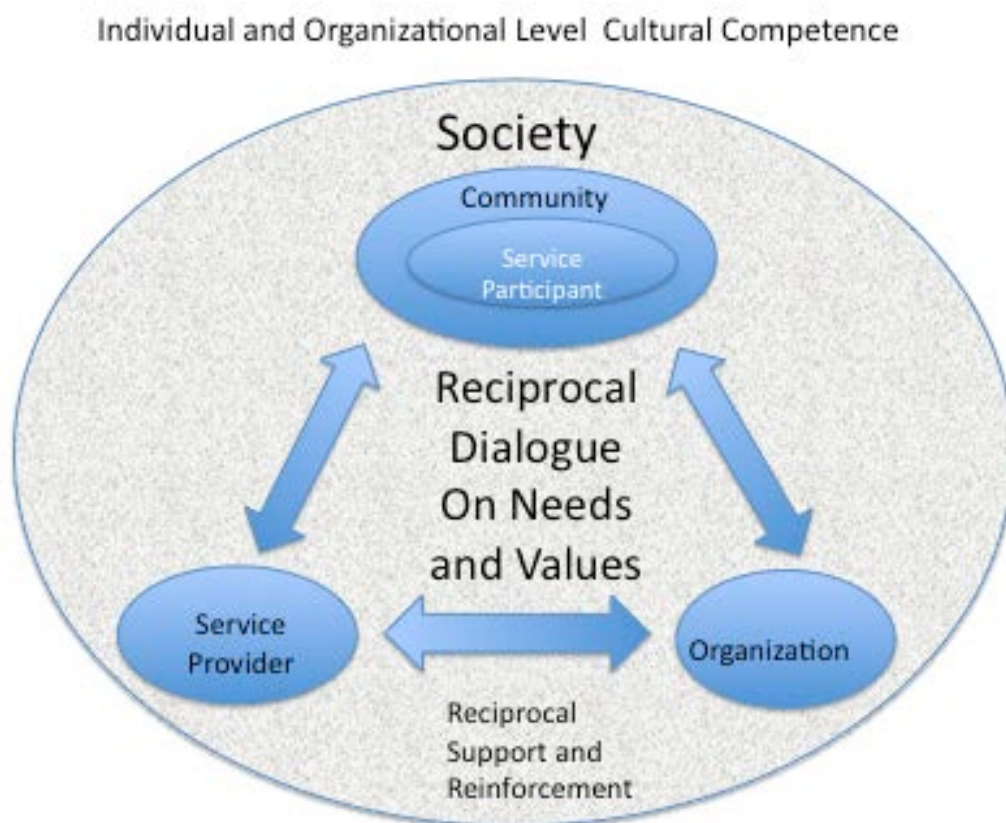 Individual and Organizational Level Cultural Competence
Society
Community
Service
Participant
Reciprocal
Dialogue
On Needs
and Values
Service
Provider
Organization
Reciprocal
Support and
Reinforcement